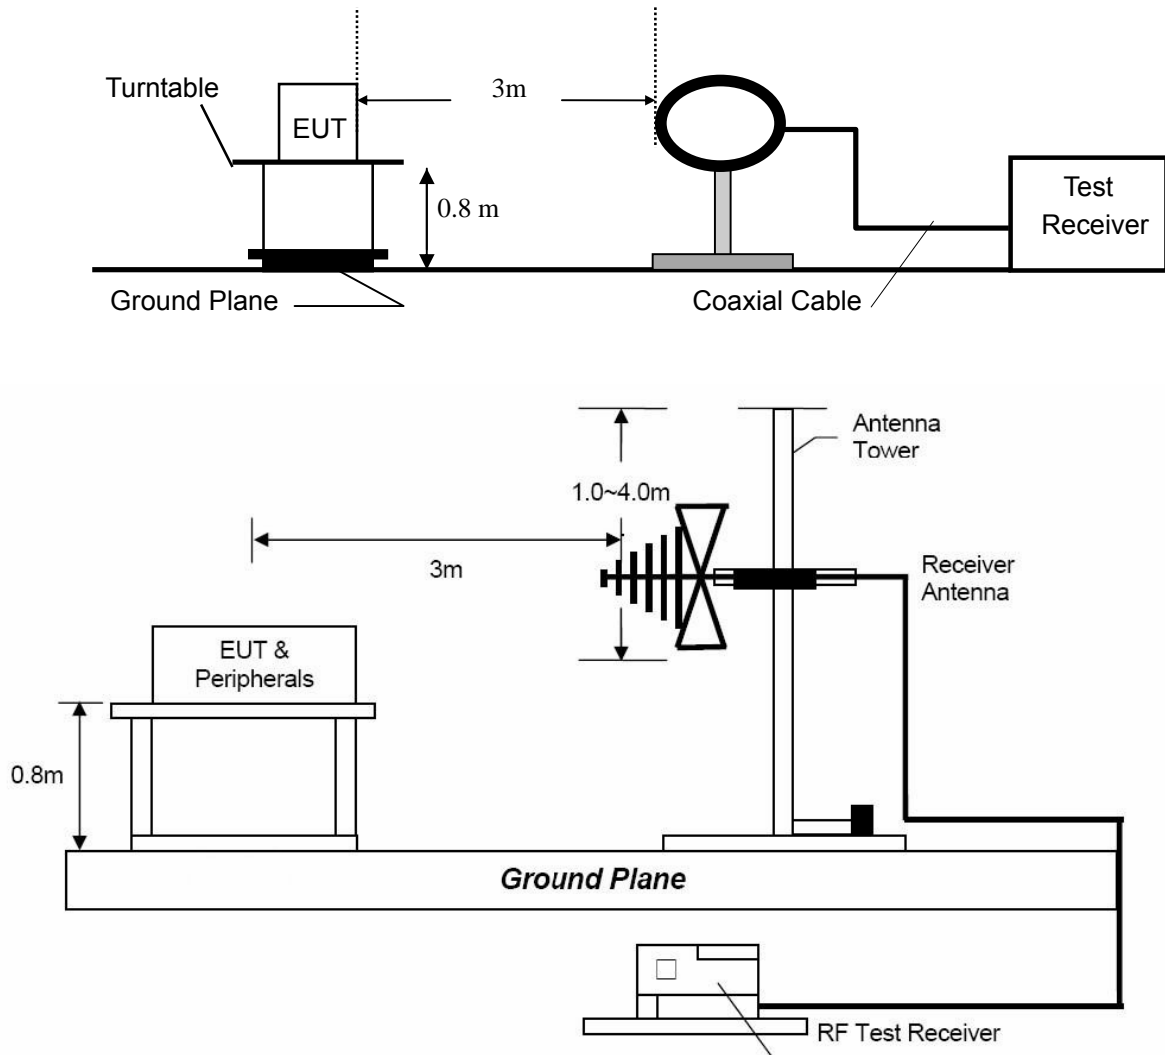 3m
Turntable
EUT
0.8 m
Test
Receiver
Ground Plane
Coaxial Cable
Antenna
Tower
1.0~4.0m
3m
Receiver
Antenna
EUT &
Peripherals
0.8m
Ground Plane
RF Test Receiver